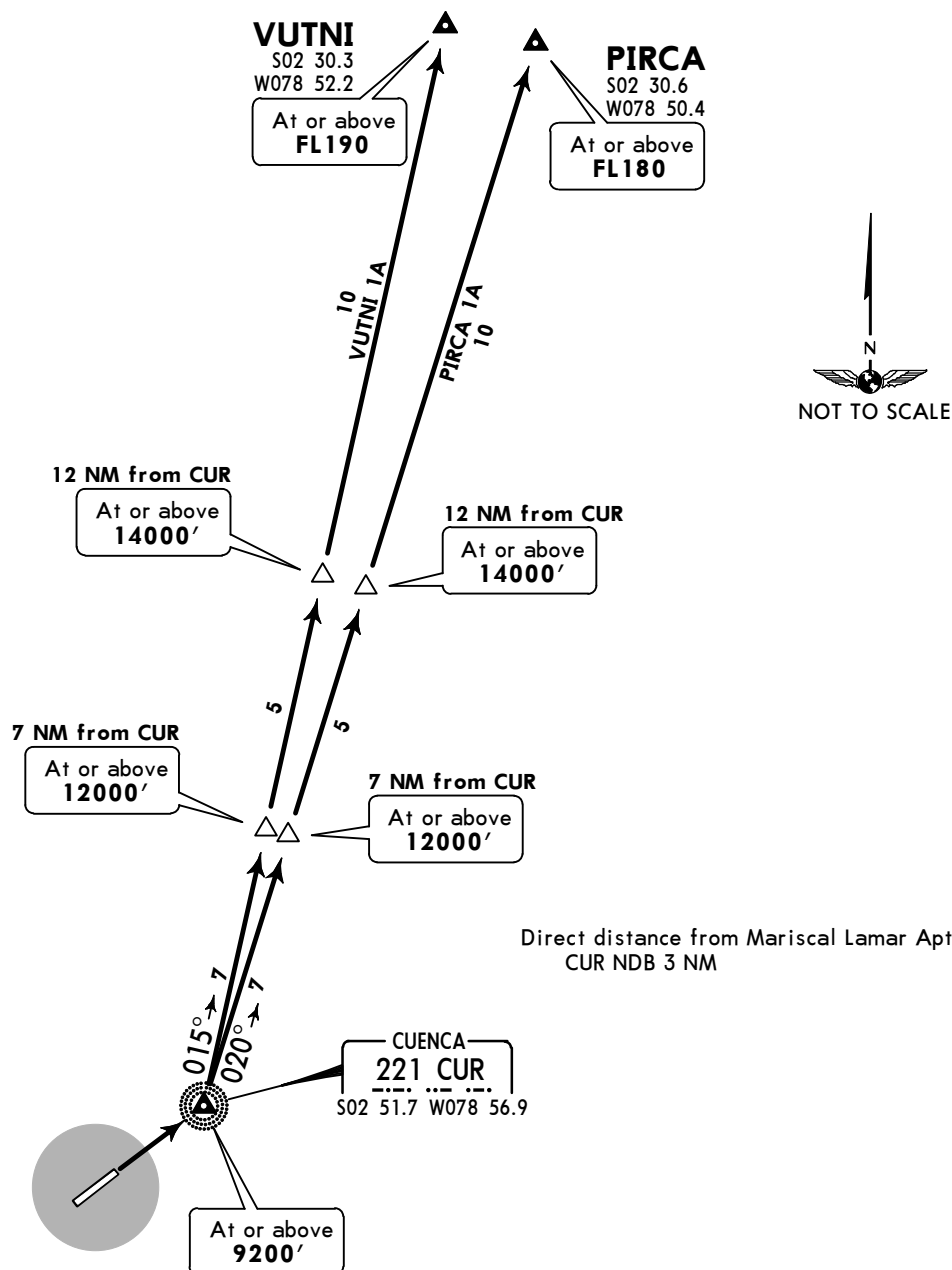 VUTNI
S02 30.3
W078 52.2
At or above
FL190
PIRCA
S02 30.6
W078 50.4
At or above
FL180
10
VUTNI 1A
PIRCA 1A
10
N
NOT TO SCALE
12 NM from CUR
At or above
14000'
12 NM from CUR
At or above
14000'
5
5
7 NM from CUR
At or above
12000'
7 NM from CUR
At or above
12000'
Direct distance from Mariscal Lamar Apt
CUR NDB 3 NM
015° → 7
020° → 7
CUENCA
221 CUR
S02 51.7 W078 56.9
At or above
9200'